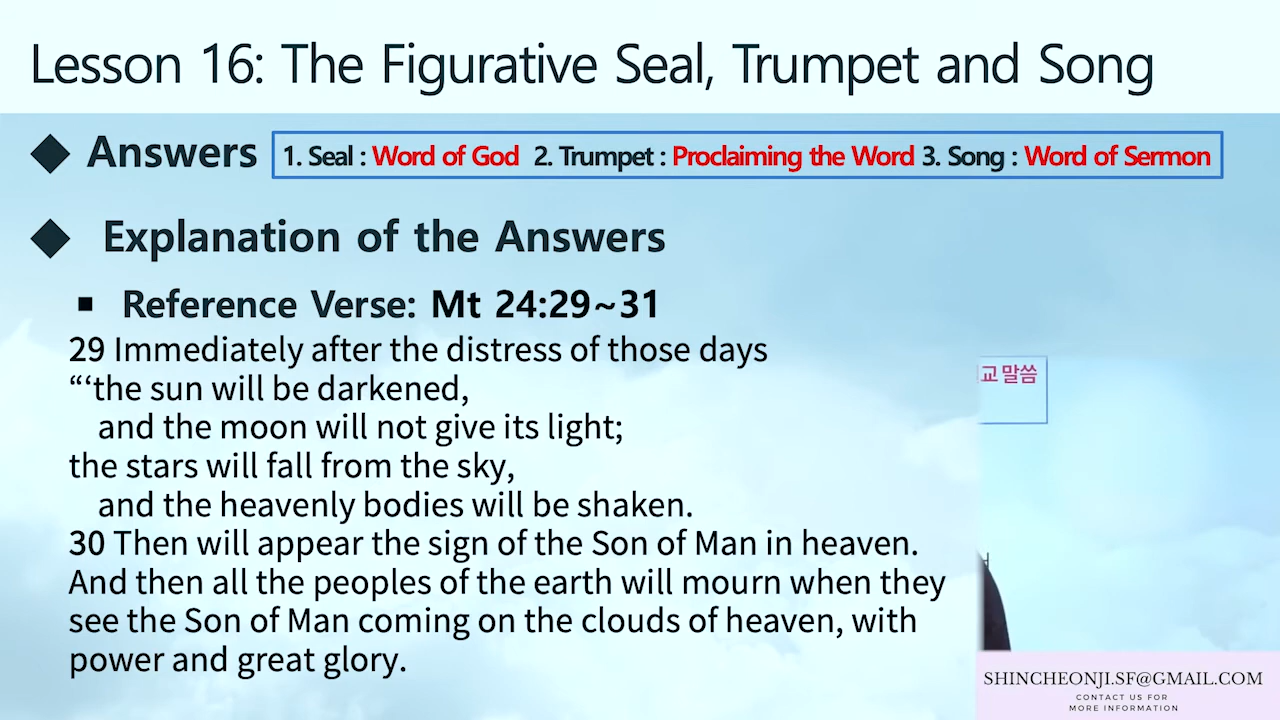 Lesson 16: The Figurative Seal, Trumpet and Song
◆ Answers
1. Seal : Word of God 2. Trumpet : Proclaiming the Word 3. Song : Word of Sermon
◆ Explanation of the Answers
▪ Reference Verse: Mt 24:29~31
29 Immediately after the distress of those days
“‘the sun will be darkened,
and the moon will not give its light;
the stars will fall from the sky,
and the heavenly bodies will be shaken.
30 Then will appear the sign of the Son of Man in heaven.
And then all the peoples of the earth will mourn when they
see the Son of Man coming on the clouds of heaven, with
power and great glory.
교 말씀
SHINCHEONJI.SF@GMAIL.COM
CONTACT US FOR
MORE INFORMATION